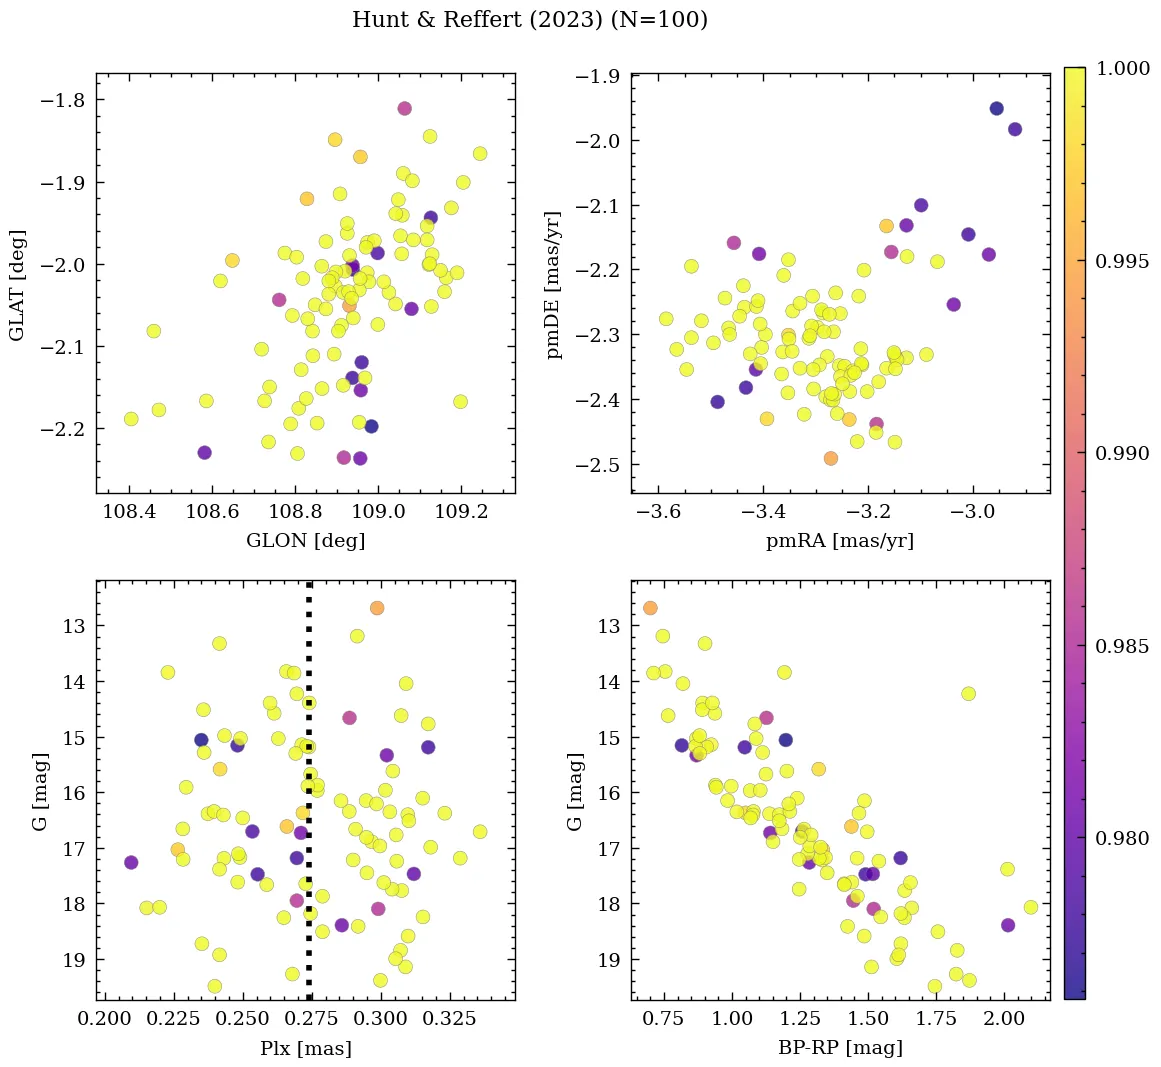 Hunt & Reffert (2023) (N=100)
−1.8
−1.9
−2.0
−2.1
−2.2
GLAT [deg]
108.4 108.6 108.8 109.0 109.2
GLON [deg]
−1.9
−2.0
−2.1
−2.2
−2.3
−2.4
−2.5
pmDE [mas/yr]
−3.6 −3.4 −3.2 −3.0
pmRA [mas/yr]
13
14
15
16
17
18
19
G [mag]
0.200 0.225 0.250 0.275 0.300 0.325
Plx [mas]
13
14
15
16
17
18
19
G [mag]
0.75 1.00 1.25 1.50 1.75 2.00
BP-RP [mag]
1.000
0.995
0.990
0.985
0.980